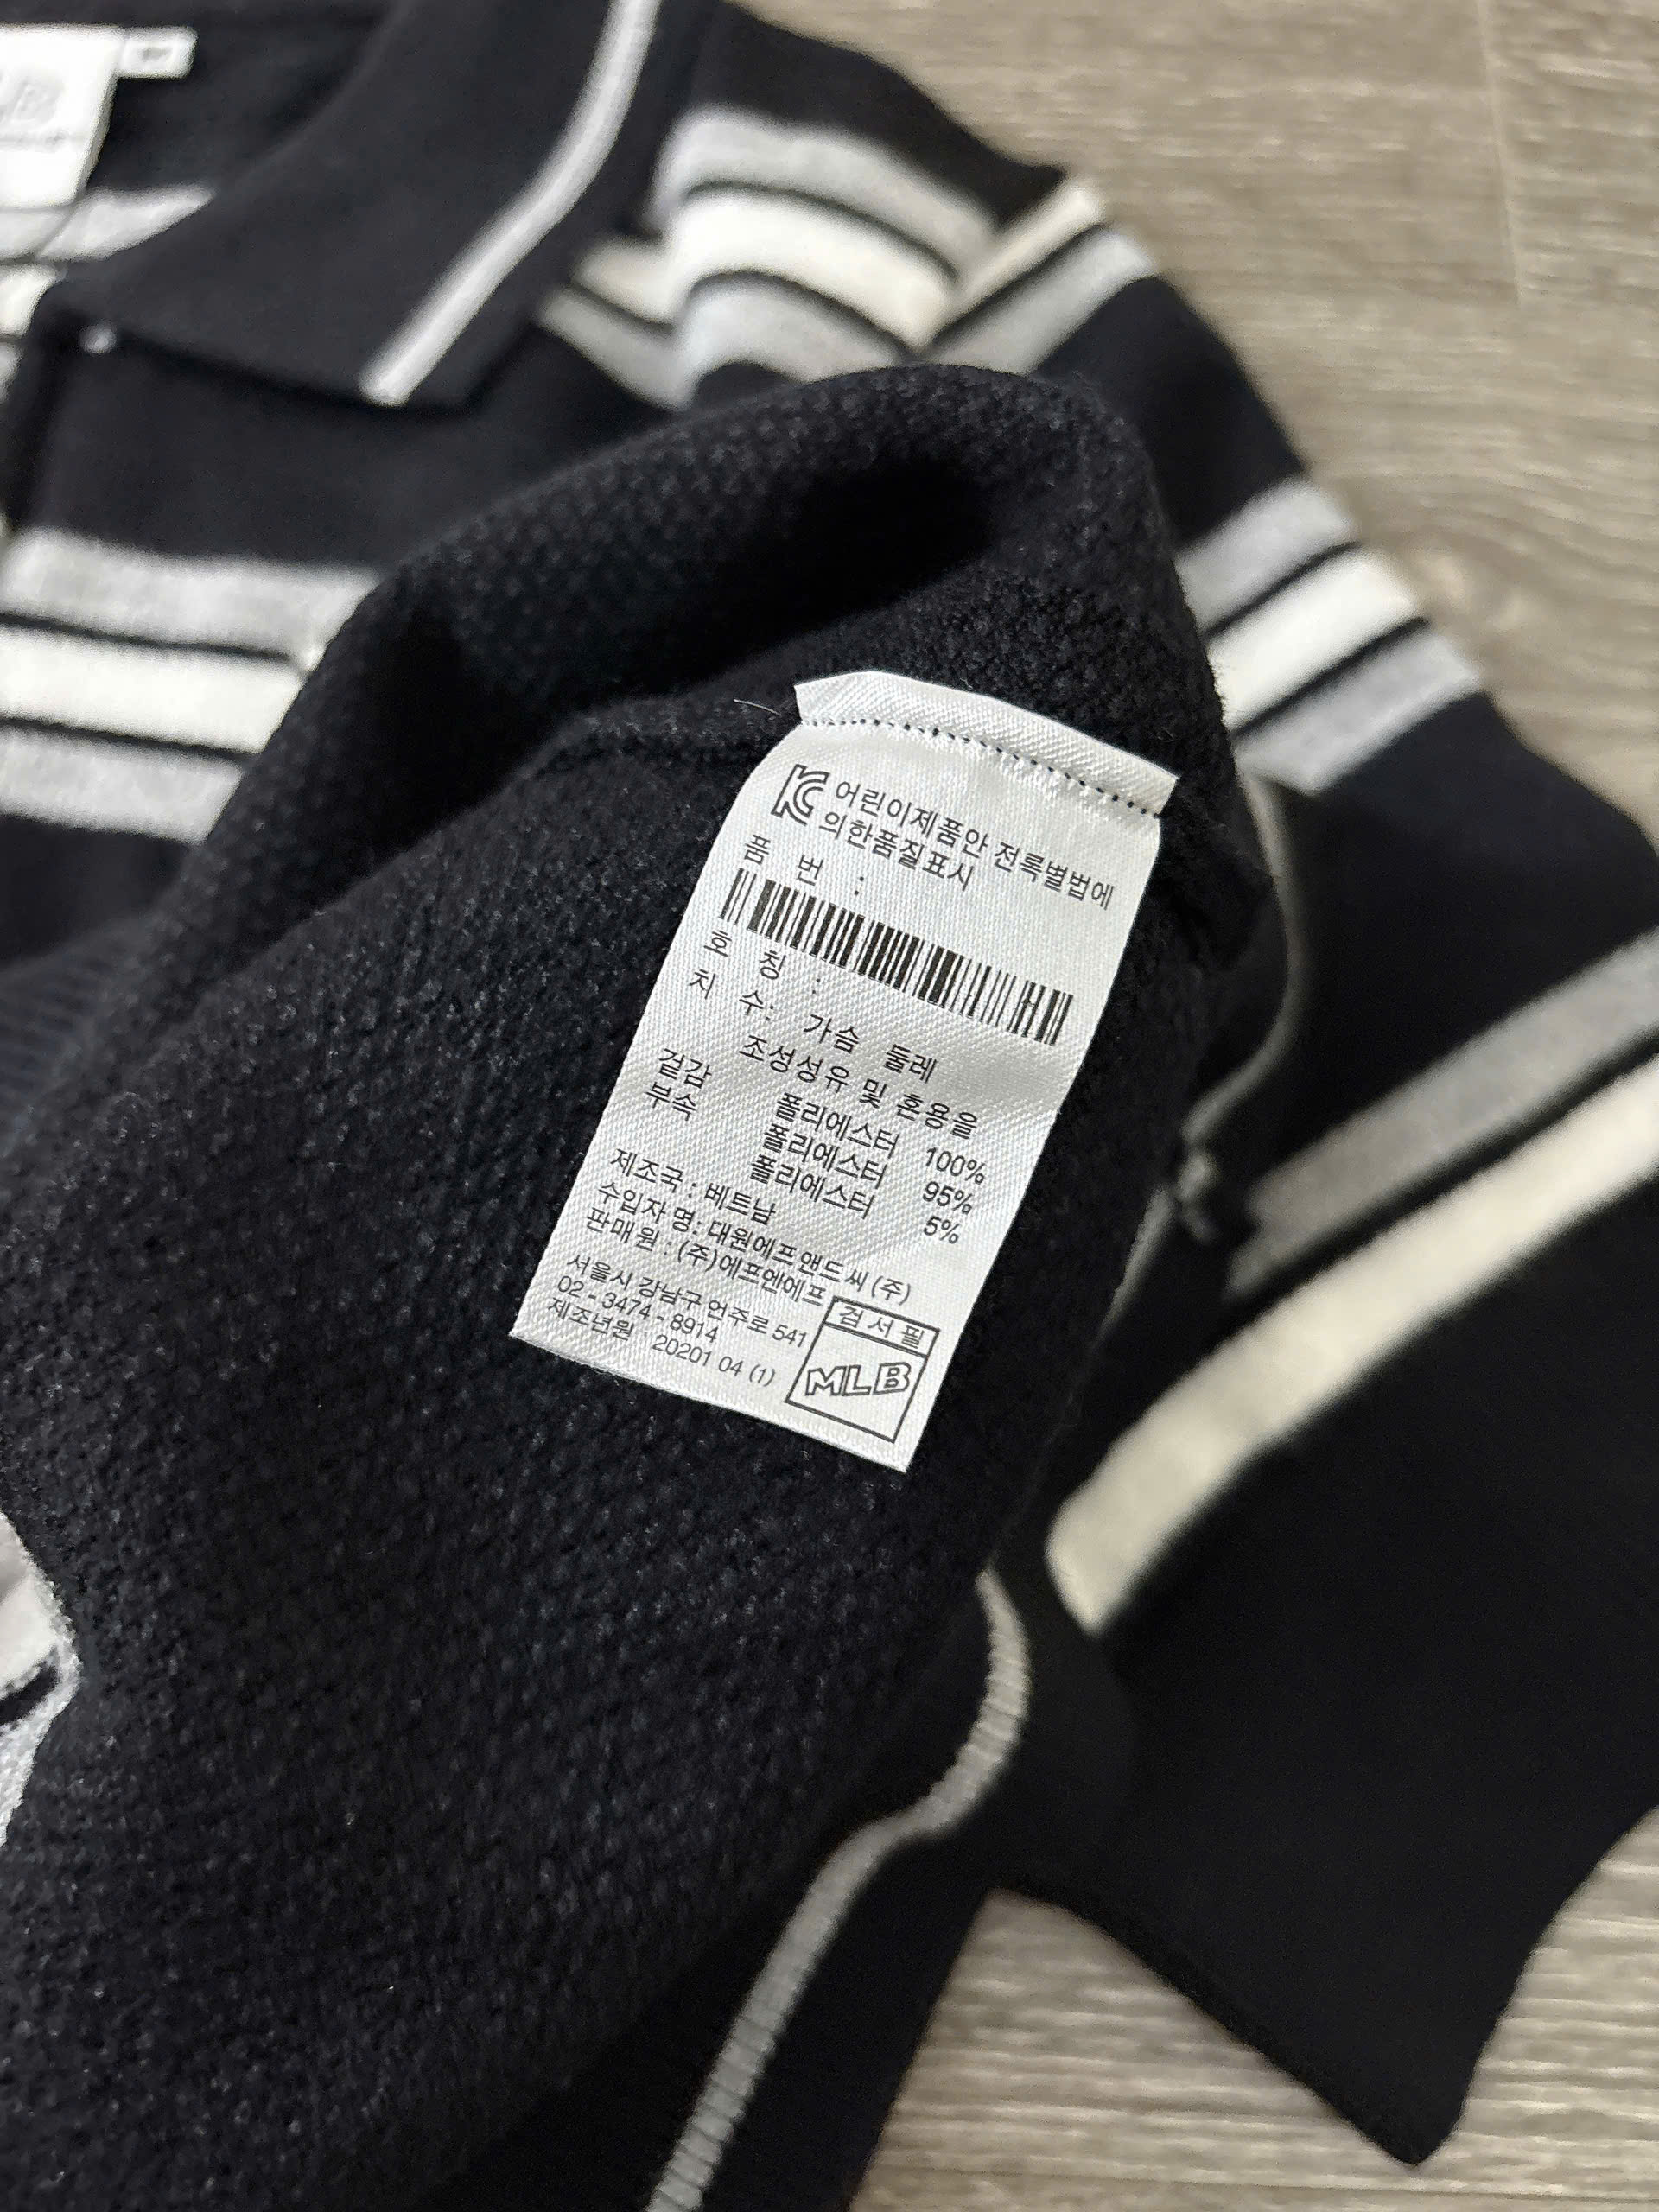 어린이제품안 전특별법에
의한품질표시
품 번 :
호 칭 :
치 수: 가슴 둘레
조성섬유 및 혼용율
겉감 폴리에스터 100%
부속 폴리에스터 95%
폴리에스터 5%
제조국 : 베트남
수입자 명: 대원에프앤드씨 (주)
판매원 : (주)에프엔에프
서울시 강남구 언주로 541
02 - 3474 - 8914
제조년원 20201 04 (1)
검 서 필
MLB